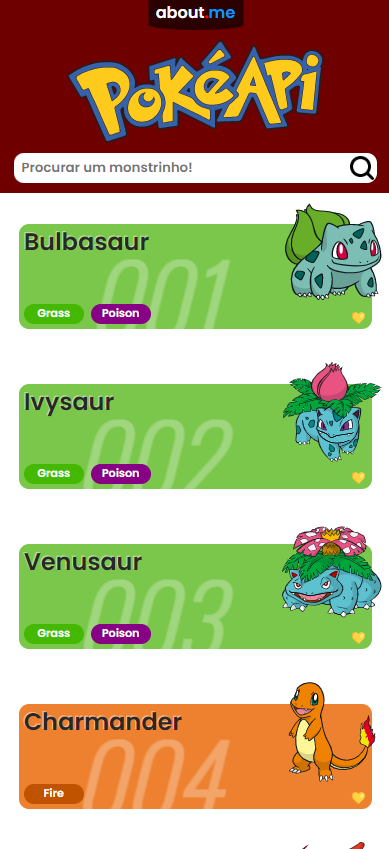 about.me
PokéApi
Procurar um monstrinho!
Bulbasaur
001
Grass Poison
Ivysaur
002
Grass Poison
Venusaur
003
Grass Poison
Charmander
004
Fire